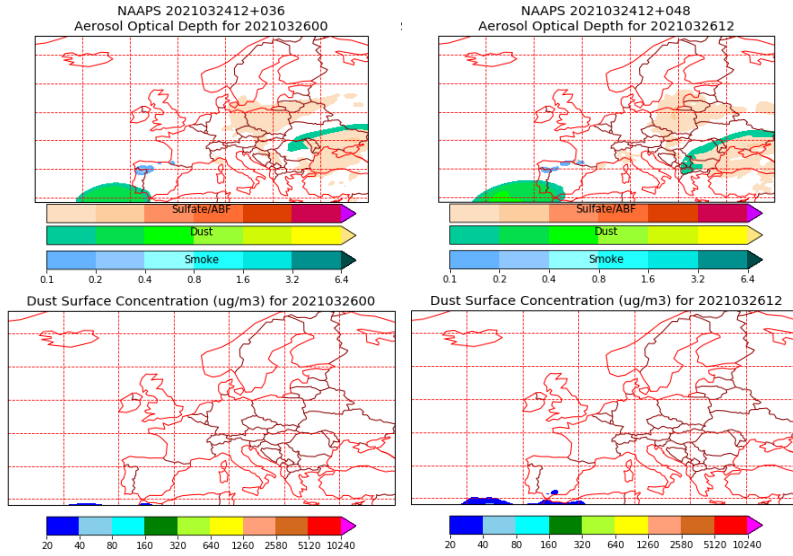 NAAPS 2021032412+036
Aerosol Optical Depth for 2021032600
NAAPS 2021032412+048
Aerosol Optical Depth for 2021032612
Sulfate/ABF
Dust
Smoke
0.1 0.2 0.4 0.8 1.6 3.2 6.4
Sulfate/ABF
Dust
Smoke
0.1 0.2 0.4 0.8 1.6 3.2 6.4
Dust Surface Concentration (ug/m3) for 2021032600
Dust Surface Concentration (ug/m3) for 2021032612
20 40 80 160 320 640 1260 2560 5120 10240
20 40 80 160 320 640 1260 2560 5120 10240